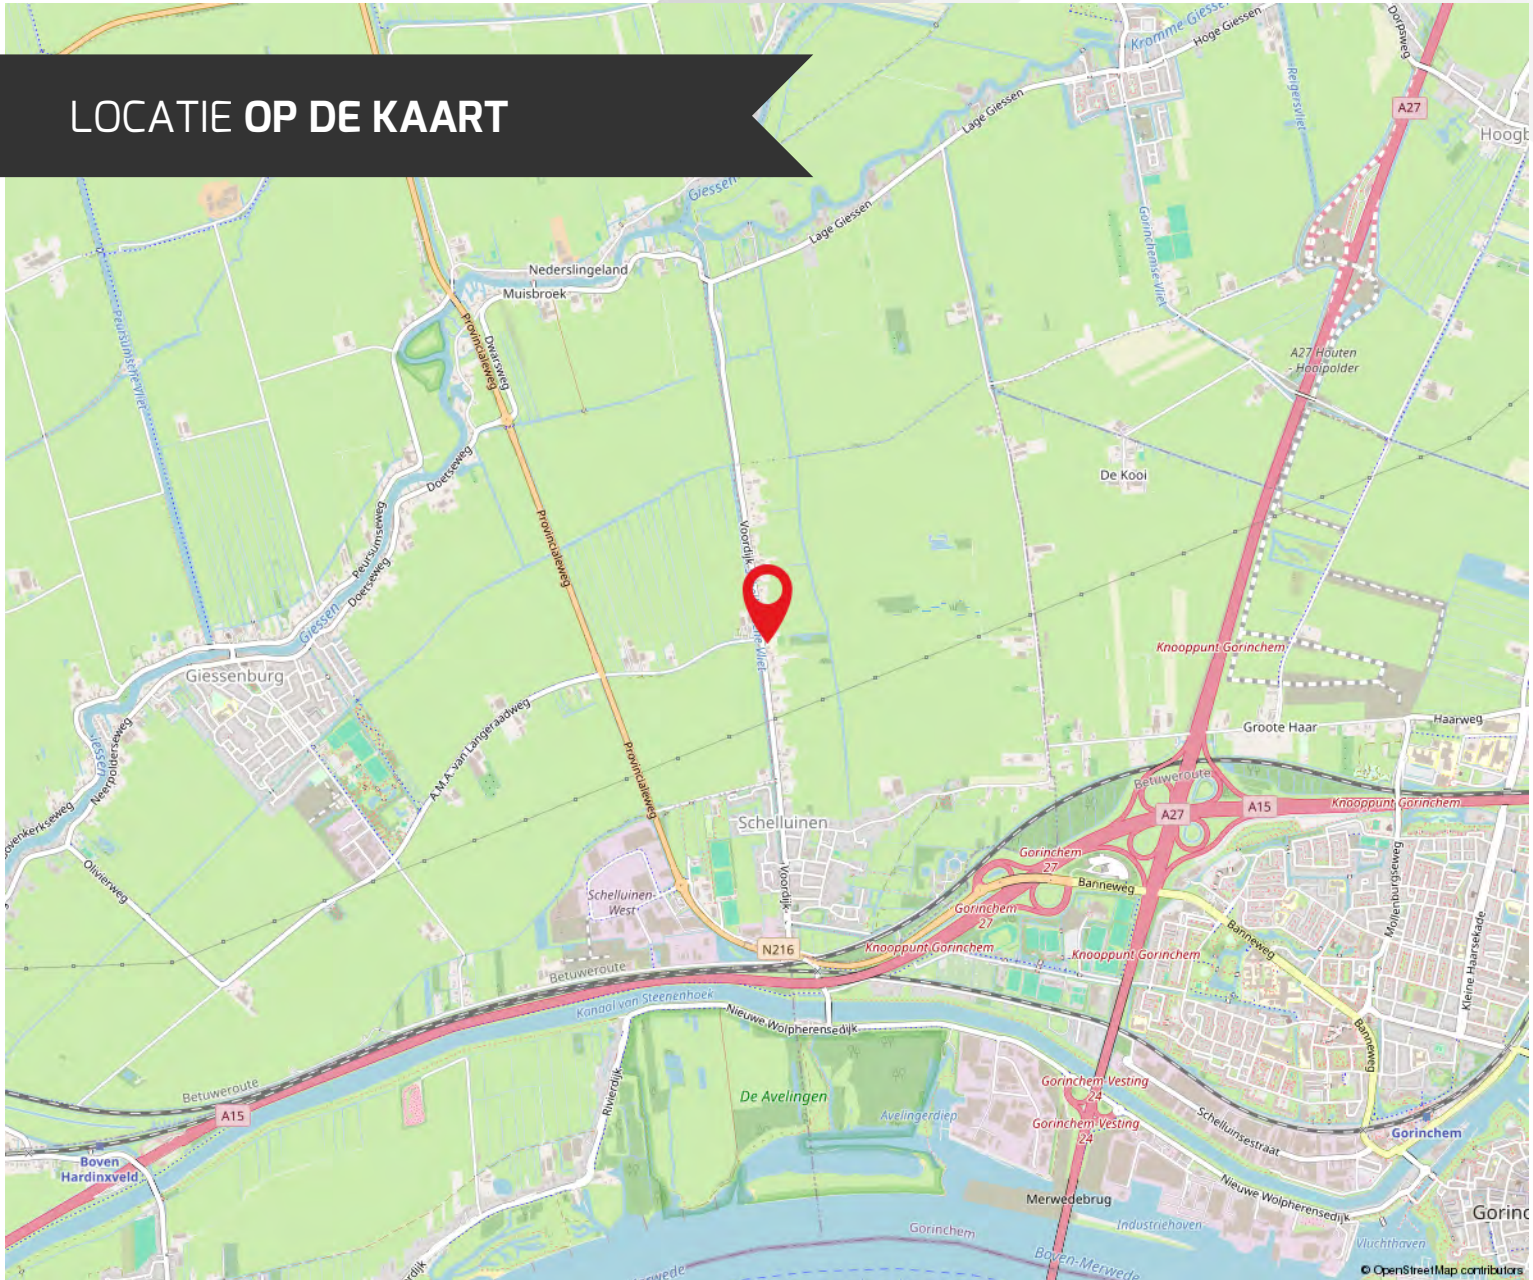 Dorpsweg
Kromme Giessen
Hoge Giessen
LOCATIE OP DE KAART
A27
Reigersvliet
Lage Giessen
Giessen
Gorinchemse Vliet
Lage Giessen
Nederslingeland
Muisbroek
Peursumsche Vliet
Provincialeweg
Dwarsweg
A27 Houten
- Hooipolder
Doetseweg
De Kooi
Peursumseweg
Provincialeweg
Voordijk
Doetseweg
Giessen
Knooppunt Gorinchem
Giessenburg
A.M.A. van Langeraadweg
Neerpolderseweg
Groote Haar
Haarweg
Provincialeweg
Betuweroute
Schelluinen
A27
A15
Knooppunt Gorinchem
Olivierweg
Gorinchem
27
Banneweg
Mollenburgseweg
Voordijk
Schelluinen-
West
Gorinchem
27
Banneweg
Kleine Haarsekade
N216
Knooppunt Gorinchem
Knooppunt Gorinchem
Betuweroute
Kanaal van Steenenhoek
Nieuwe Wolpherensedijk
Banneweg
Betuweroute
A15
Rivierdijk
De Avelingen
Avelingerdiep
Gorinchem-Vesting
24
Gorinchem-Vesting
24
Schelluinsestraat
Gorinchem
Boven
Hardinxveld
Nieuwe Wolpherensedijk
Merwedebrug
Industriehaven
Gorinchem
Vluchthaven
Boven-Merwede
© OpenStreetMap contributors